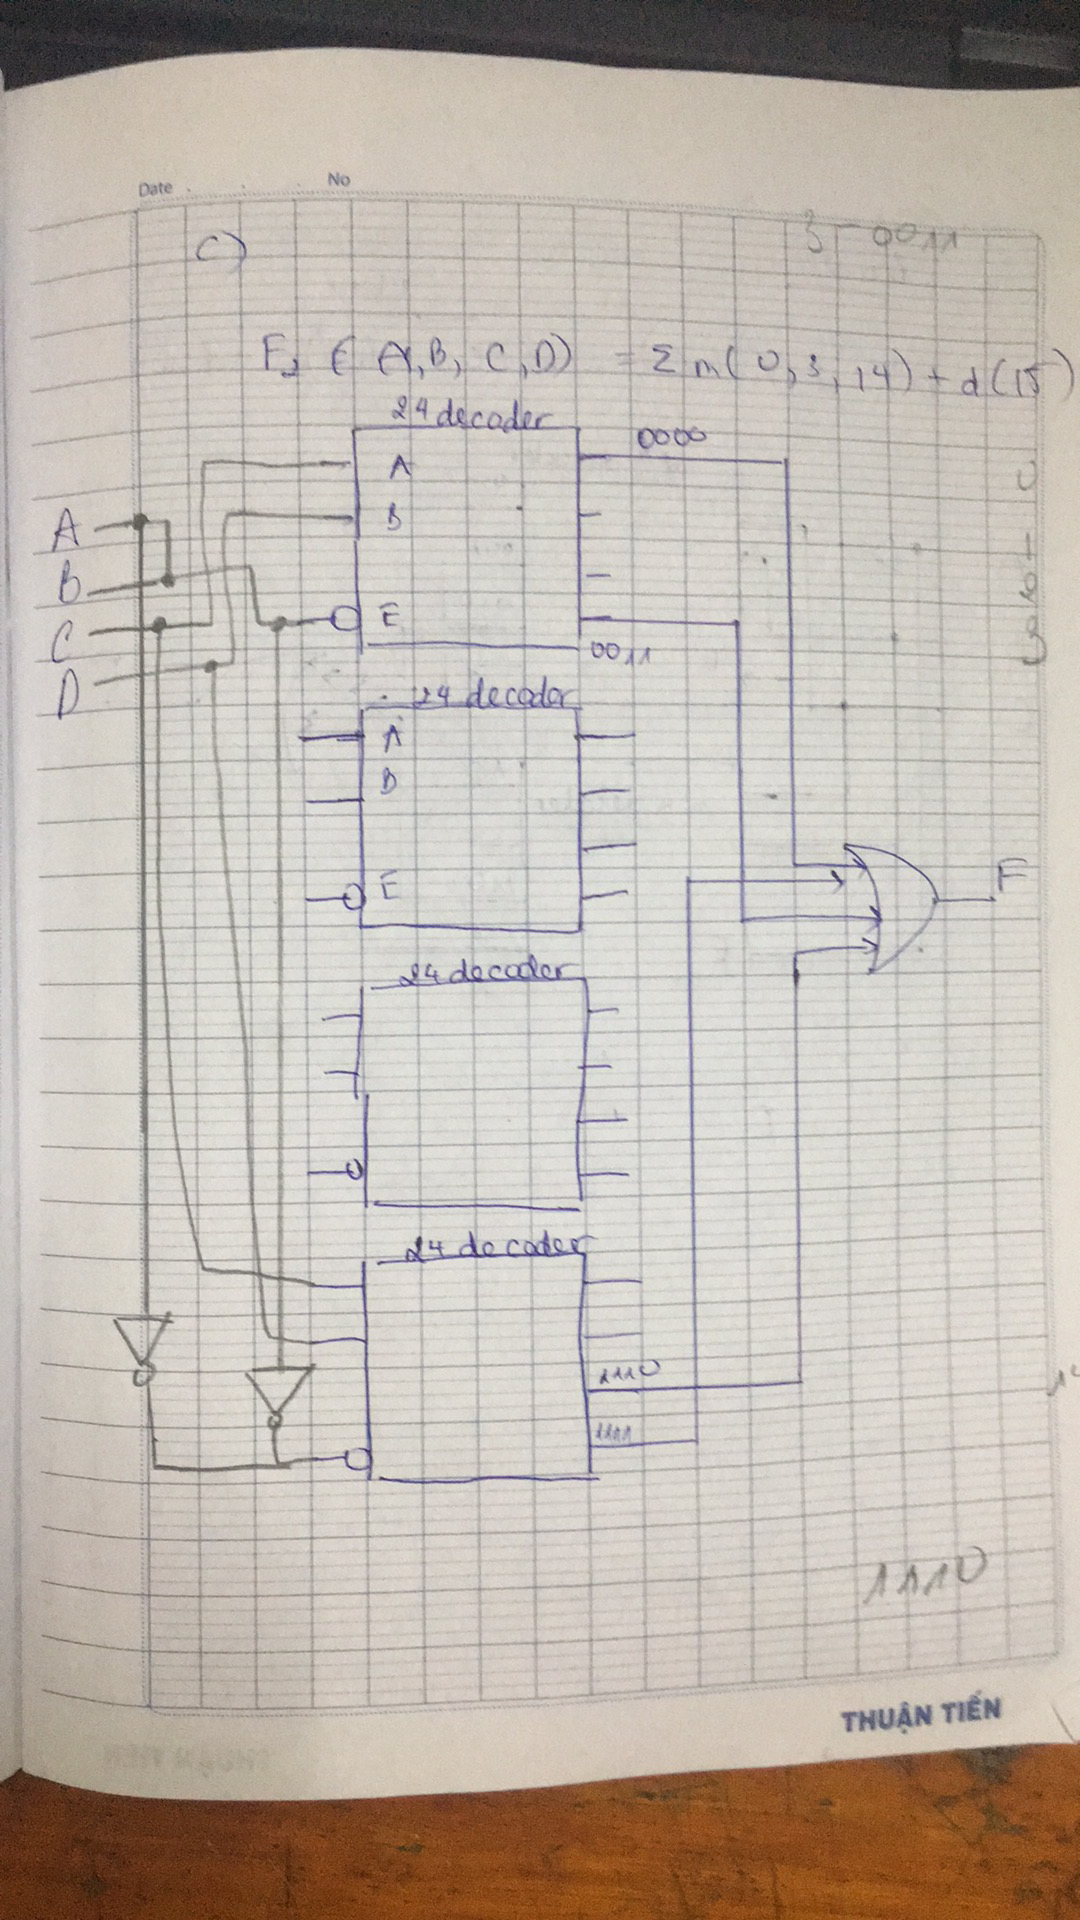 Date No
3 - 0011
C)
F2 ( A,B, C,D) = Σ m( 0,3,14) + d(15)
24 decoder
0000
A
A
B
B
C
E
0011
D
24 decoder
A
B
E
F
24 decoder
24 decoder
1110
1111
1110
THUẬN TIẾN